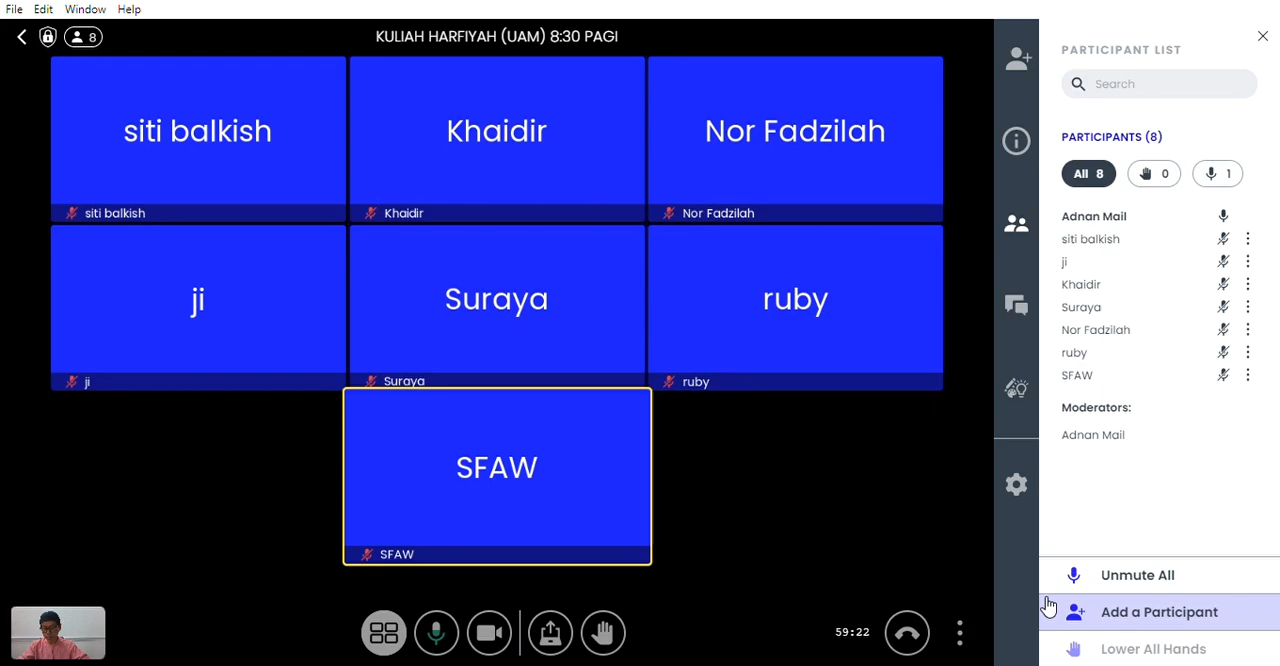 File Edit Window Help
8
KULIAH HARFIYAH (UAM) 8:30 PAGI
siti balkish
Khaidir
Nor Fadzilah
siti balkish
Khaidir
Nor Fadzilah
ji
Suraya
ruby
ji
Suraya
ruby
SFAW
SFAW
59:22
PARTICIPANT LIST
Search
PARTICIPANTS (8)
All 8
0
1
Adnan Mail
siti balkish
ji
Khaidir
Suraya
Nor Fadzilah
ruby
SFAW
Moderators:
Adnan Mail
Unmute All
Add a Participant
Lower All Hands